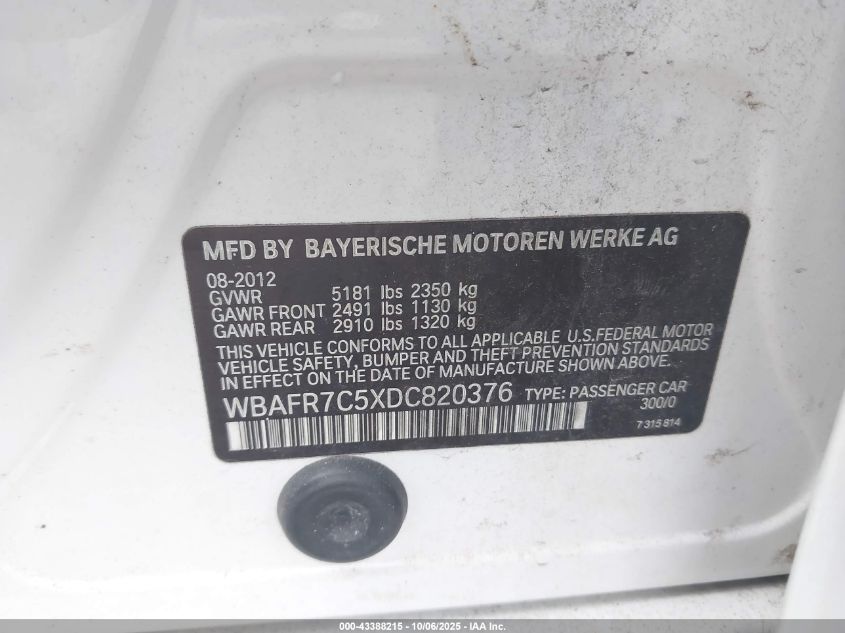 MFD BY BAYERISCHE MOTOREN WERKE AG
08-2012
GVWR 5181 lbs 2350 kg
GAWR FRONT 2491 lbs 1130 kg
GAWR REAR 2910 lbs 1320 kg
THIS VEHICLE CONFORMS TO ALL APPLICABLE U.S.FEDERAL MOTOR
VEHICLE SAFETY, BUMPER AND THEFT PREVENTION STANDARDS
IN EFFECT ON THE DATE OF MANUFACTURE SHOWN ABOVE.
WBAFR7C5XDC820376 TYPE: PASSENGER CAR
300/0
7315814
000-43388215 - 10/06/2025 - IAA Inc.